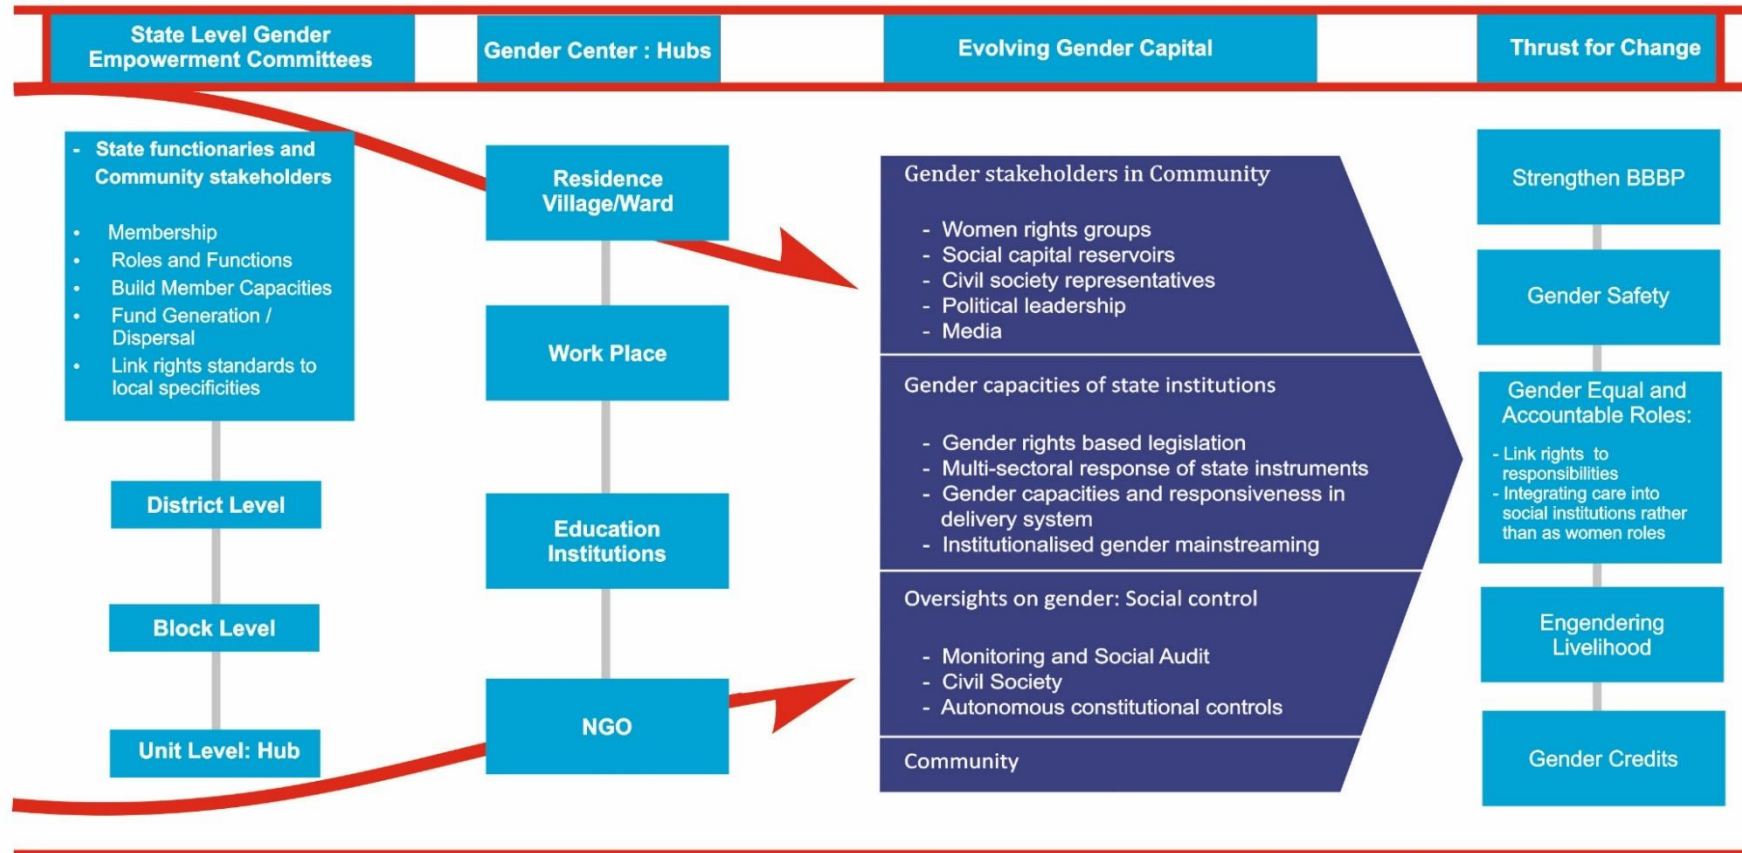 State Level Gender
Empowerment Committees
Gender Center : Hubs
Evolving Gender Capital
Thrust for Change
- State functionaries and
Community stakeholders
• Membership
• Roles and Functions
• Build Member Capacities
• Fund Generation /
Dispersal
• Link rights standards to
local specificities
District Level
Block Level
Unit Level: Hub
Residence
Village/Ward
Work Place
Education
Institutions
NGO
Gender stakeholders in Community
- Women rights groups
- Social capital reservoirs
- Civil society representatives
- Political leadership
- Media
Gender capacities of state institutions
- Gender rights based legislation
- Multi-sectoral response of state instruments
- Gender capacities and responsiveness in
delivery system
- Institutionalised gender mainstreaming
Oversights on gender: Social control
- Monitoring and Social Audit
- Civil Society
- Autonomous constitutional controls
Community
Strengthen BBBP
Gender Safety
Gender Equal and
Accountable Roles:
- Link rights to
responsibilities
- Integrating care into
social institutions rather
than as women roles
Engendering
Livelihood
Gender Credits